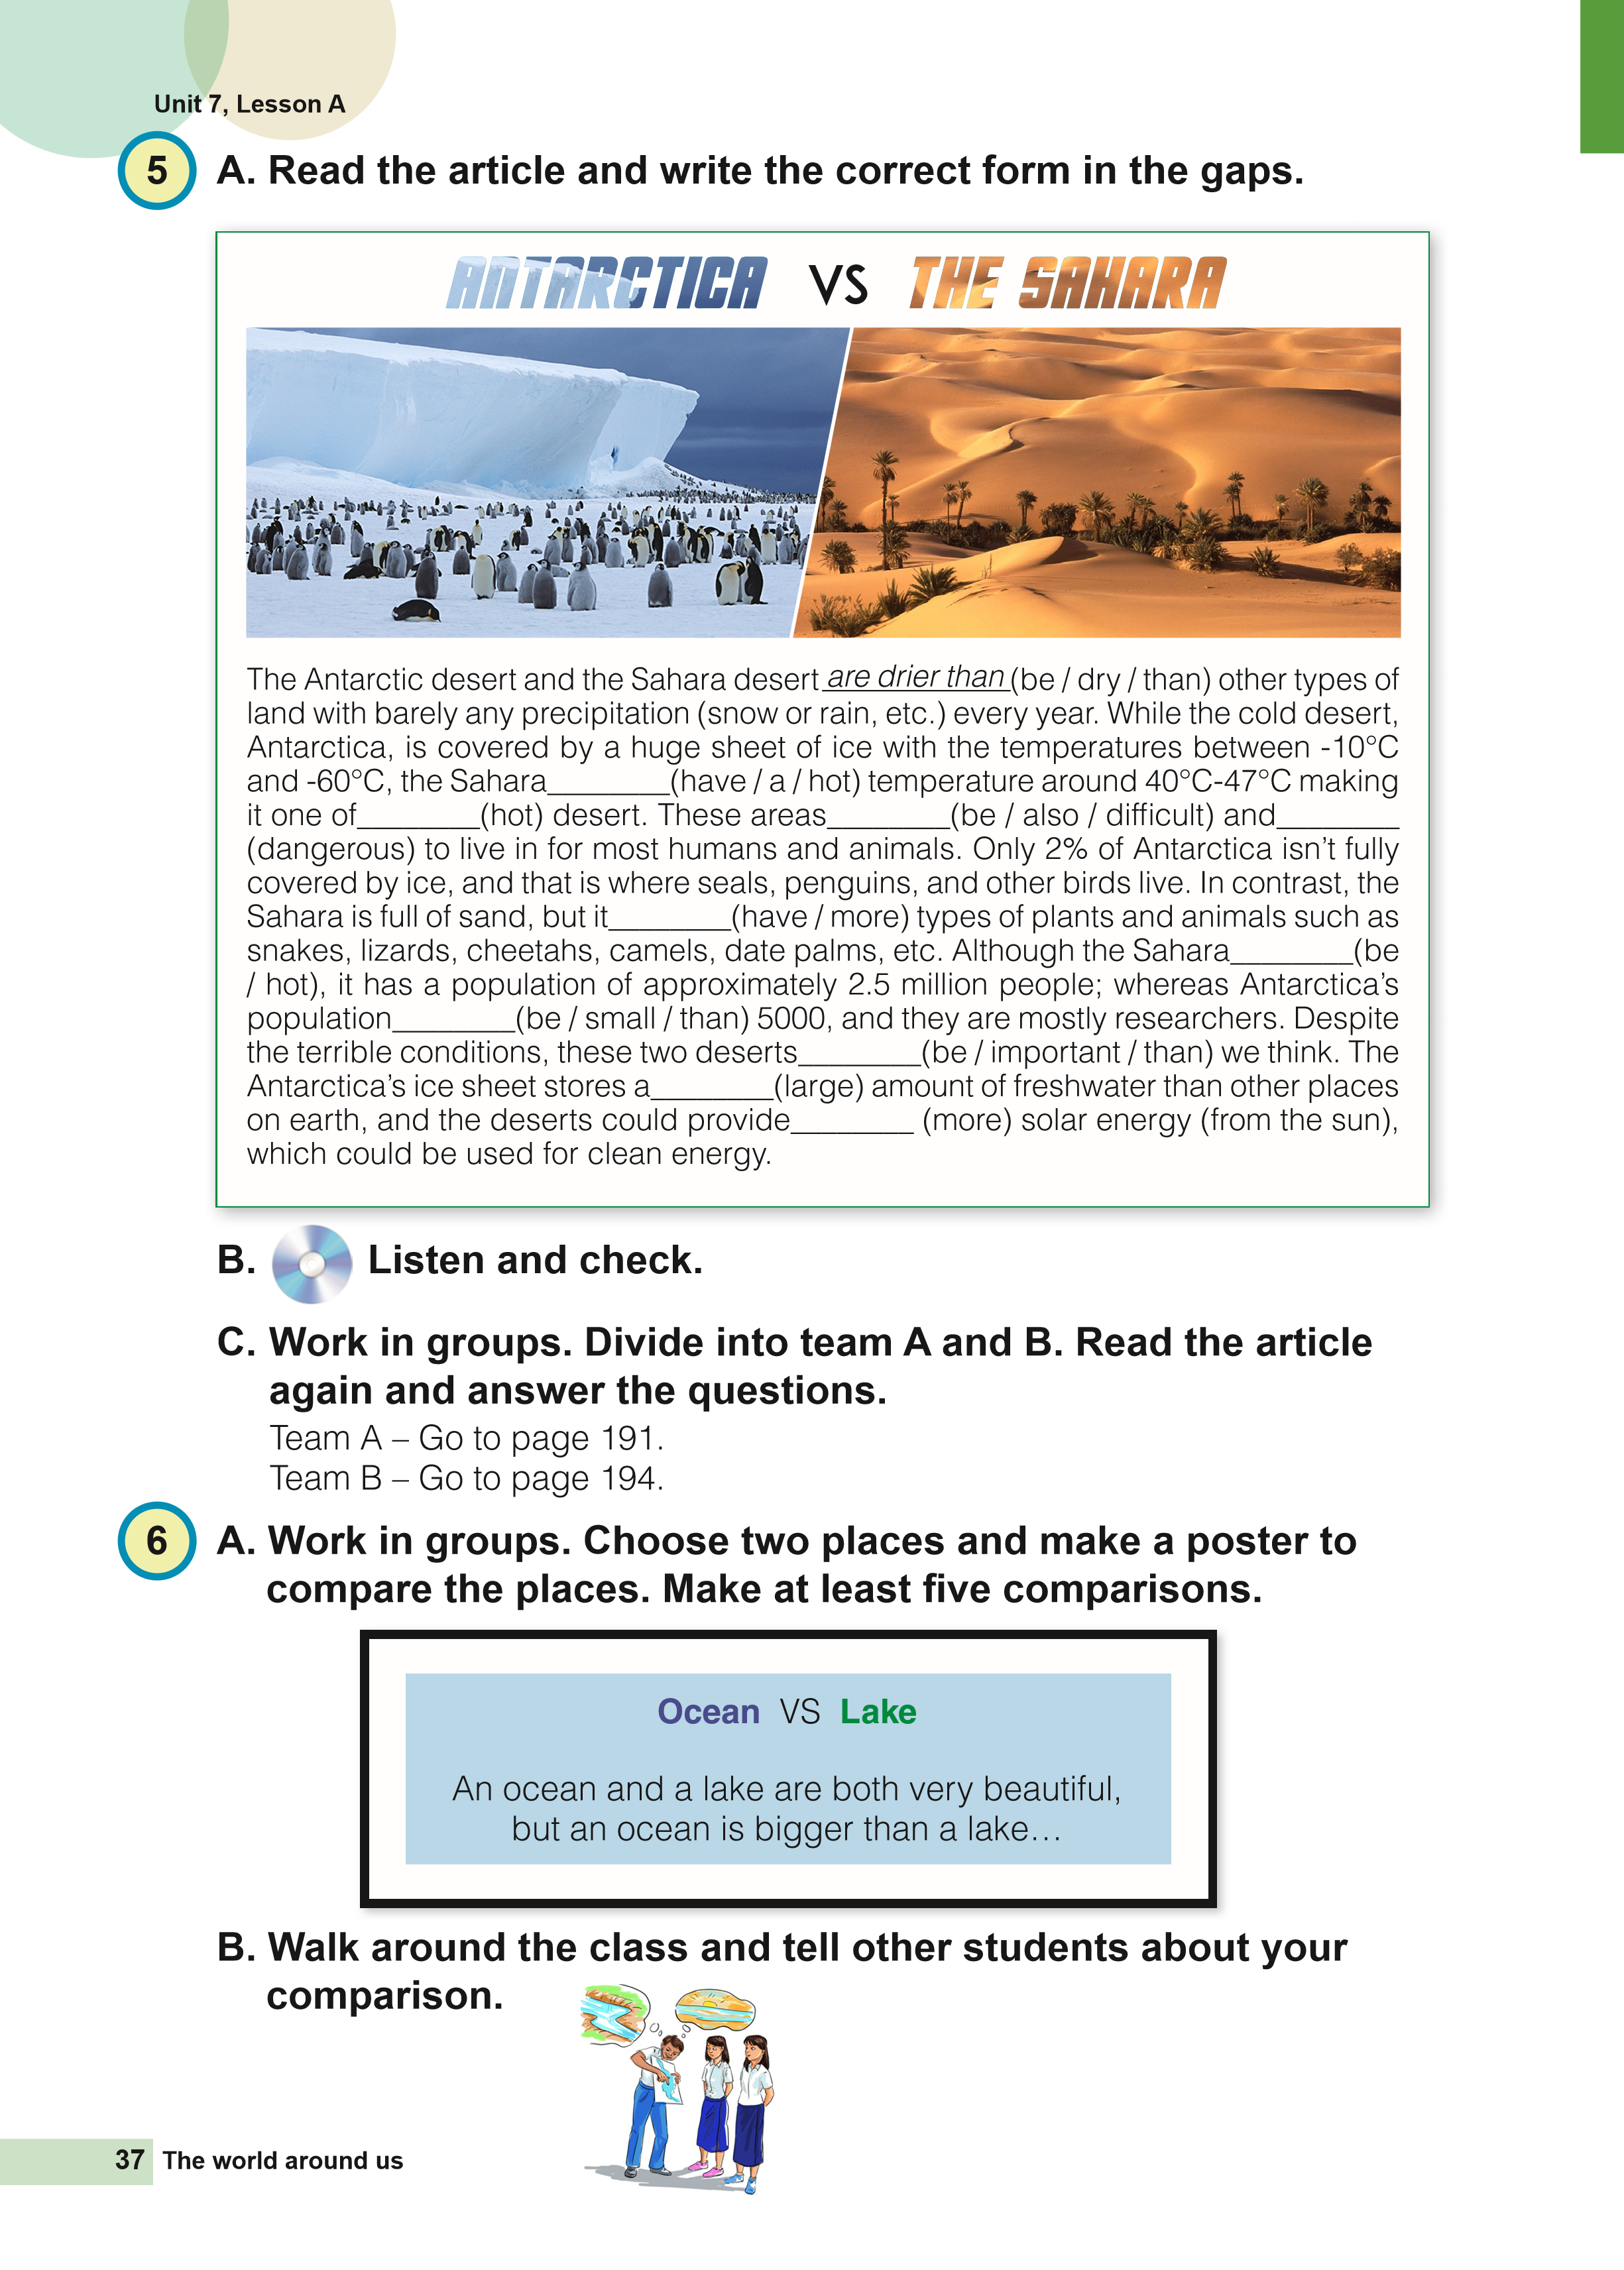 Unit 7, Lesson A
5 A. Read the article and write the correct form in the gaps.
ANTARCTICA VS THE SAHARA
The Antarctic desert and the Sahara desert are drier than (be / dry / than) other types of
land with barely any precipitation (snow or rain, etc.) every year. While the cold desert,
Antarctica, is covered by a huge sheet of ice with the temperatures between -10°C
and -60°C, the Sahara________(have / a / hot) temperature around 40°C-47°C making
it one of________(hot) desert. These areas________(be / also / difficult) and________
(dangerous) to live in for most humans and animals. Only 2% of Antarctica isn’t fully
covered by ice, and that is where seals, penguins, and other birds live. In contrast, the
Sahara is full of sand, but it________(have / more) types of plants and animals such as
snakes, lizards, cheetahs, camels, date palms, etc. Although the Sahara________(be
/ hot), it has a population of approximately 2.5 million people; whereas Antarctica’s
population________(be / small / than) 5000, and they are mostly researchers. Despite
the terrible conditions, these two deserts________(be / important / than) we think. The
Antarctica’s ice sheet stores a________(large) amount of freshwater than other places
on earth, and the deserts could provide________ (more) solar energy (from the sun),
which could be used for clean energy.
B. Listen and check.
C. Work in groups. Divide into team A and B. Read the article
again and answer the questions.
Team A – Go to page 191.
Team B – Go to page 194.
6 A. Work in groups. Choose two places and make a poster to
compare the places. Make at least five comparisons.
Ocean VS Lake
An ocean and a lake are both very beautiful,
but an ocean is bigger than a lake…
B. Walk around the class and tell other students about your
comparison.
37 The world around us